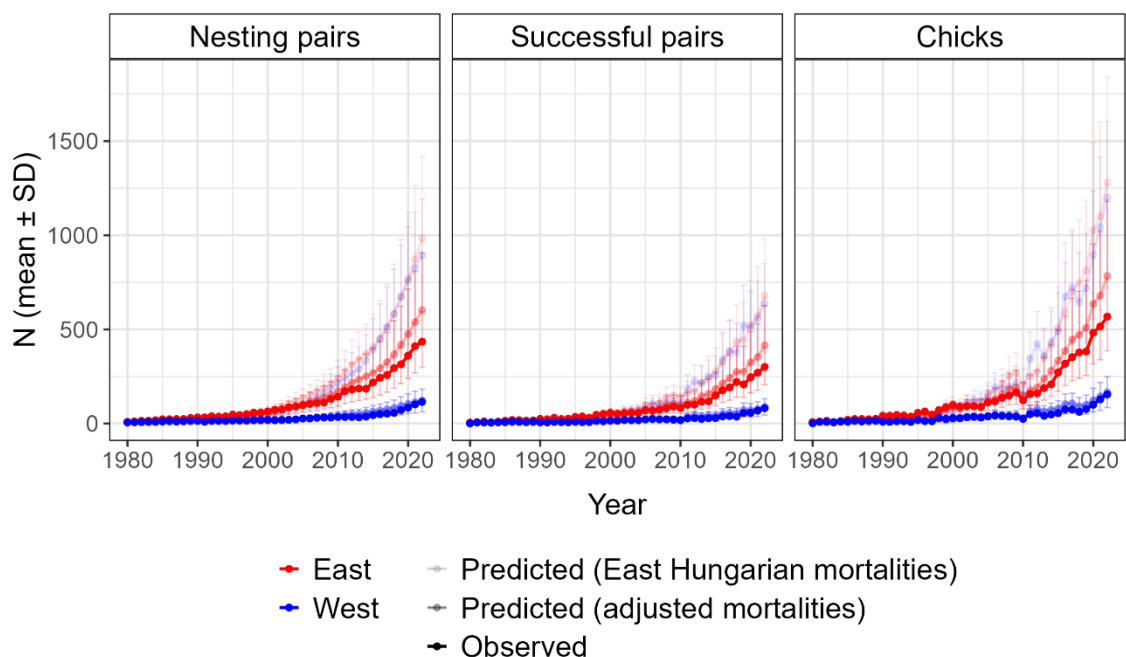 Nesting pairs Successful pairs Chicks
1500
1000
500
0
N (mean ± SD)
1980 1990 2000 2010 2020 1980 1990 2000 2010 2020 1980 1990 2000 2010 2020
Year
East Predicted (East Hungarian mortalities)
West Predicted (adjusted mortalities)
Observed